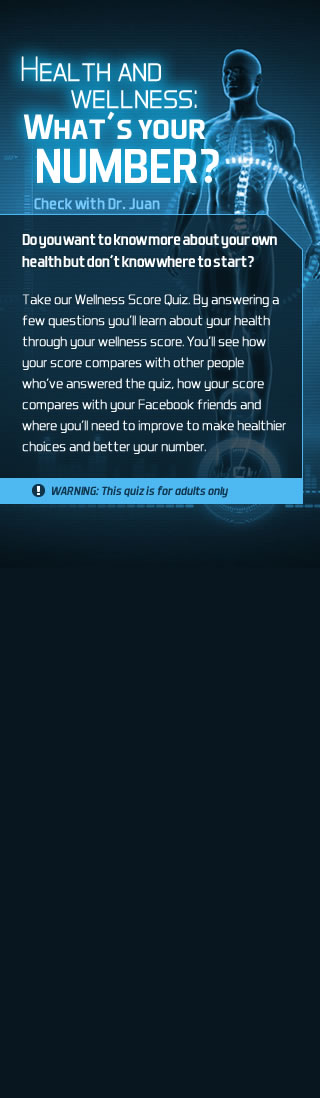 HEALTH AND
WELLNESS:
WHAT'S YOUR
NUMBER?
Check with Dr. Juan
Do you want to know more about your own
health but don't know where to start?
Take our Wellness Score Quiz. By answering a
few questions you'll learn about your health
through your wellness score. You'll see how
your score compares with other people
who've answered the quiz, how your score
compares with your Facebook friends and
where you'll need to improve to make healthier
choices and better your number.
WARNING: This quiz is for adults only